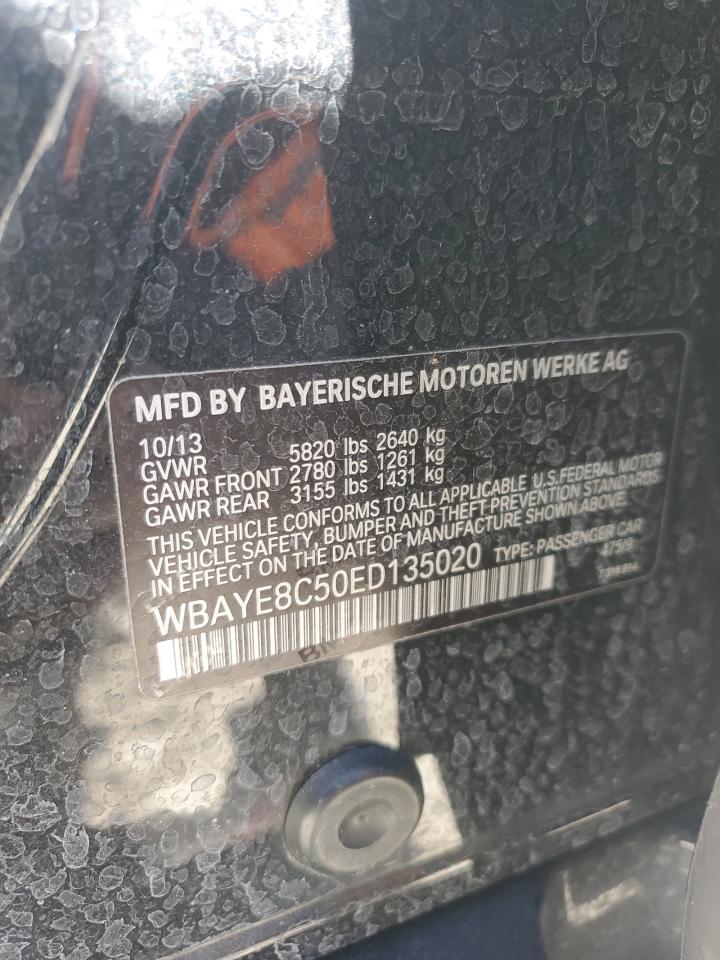 MFD BY BAYERISCHE MOTOREN WERKE AG
10/13
GVWR 5820 lbs 2640 kg
GAWR FRONT 2780 lbs 1261 kg
GAWR REAR 3155 lbs 1431 kg
THIS VEHICLE CONFORMS TO ALL APPLICABLE U.S.FEDERAL MOTOR
VEHICLE SAFETY, BUMPER AND THEFT PREVENTION STANDARDS
IN EFFECT ON THE DATE OF MANUFACTURE SHOWN ABOVE.
WBAYE8C50ED135020 TYPE: PASSENGER CAR